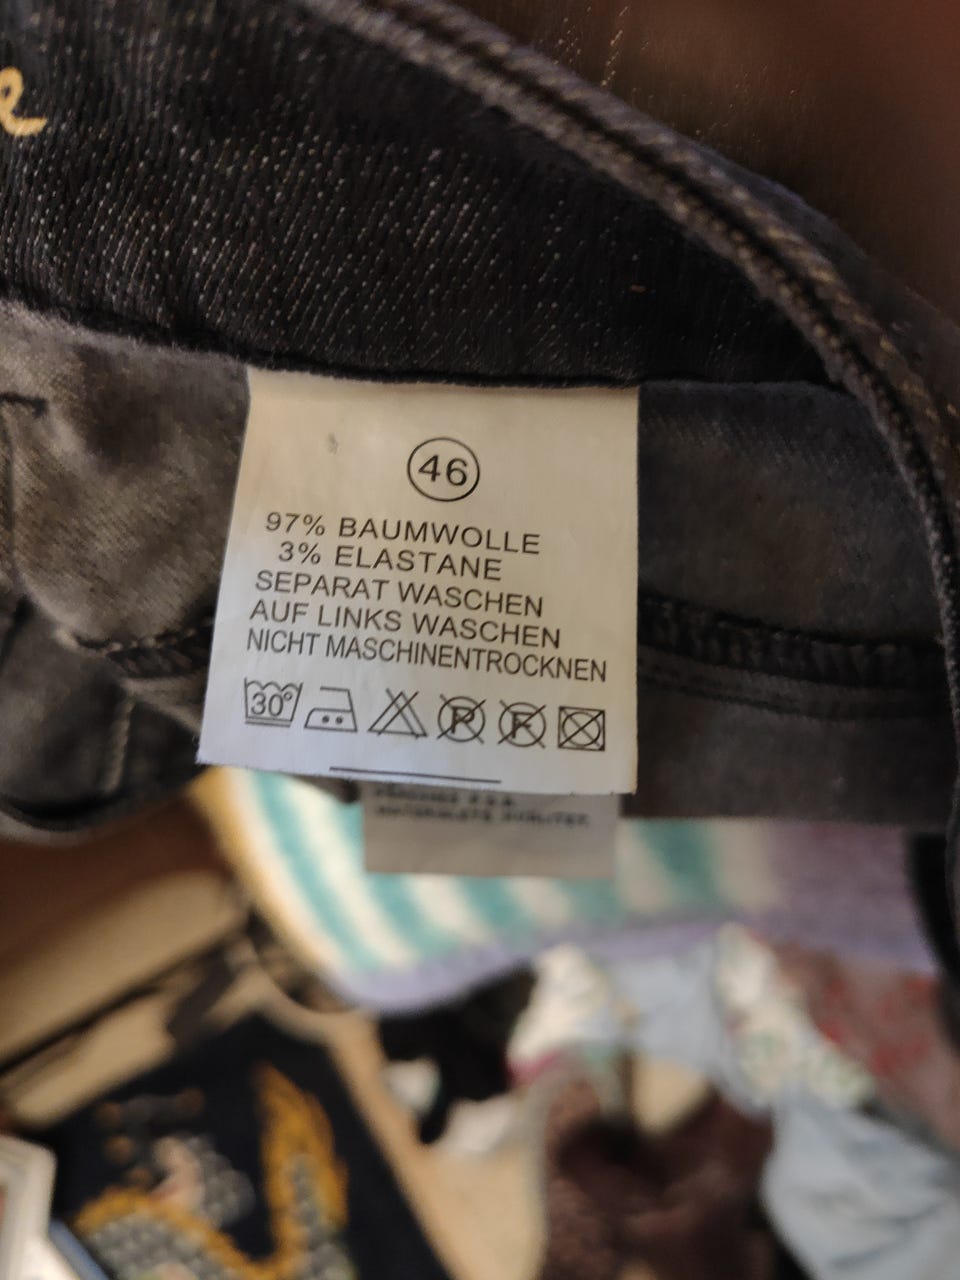 46
97% BAUMWOLLE
3% ELASTANE
SEPARAT WASCHEN
AUF LINKS WASCHEN
NICHT MASCHINENTROCKNEN
30° P F